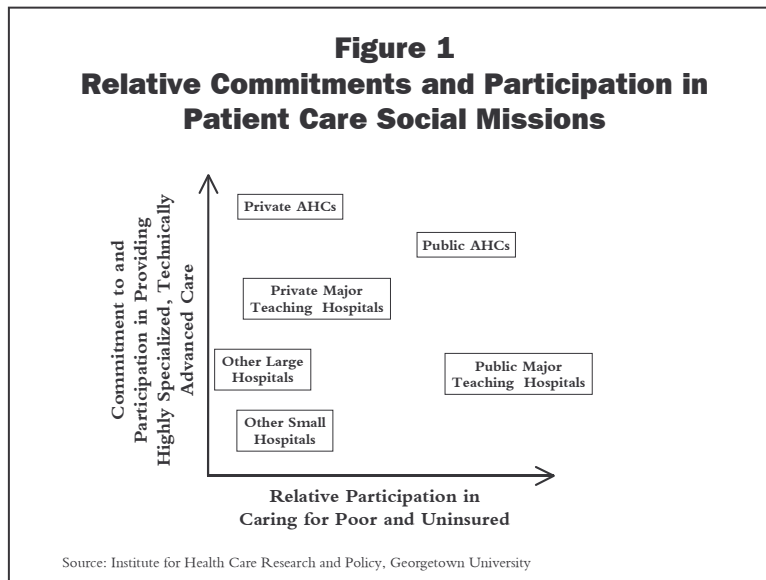 Figure 1
Relative Commitments and Participation in
Patient Care Social Missions
Commitment to and
Participation in Providing
Highly Specialized, Technically
Advanced Care
Private AHCs
Public AHCs
Private Major
Teaching Hospitals
Other Large
Hospitals
Public Major
Teaching Hospitals
Other Small
Hospitals
Relative Participation in
Caring for Poor and Uninsured
Source: Institute for Health Care Research and Policy, Georgetown University